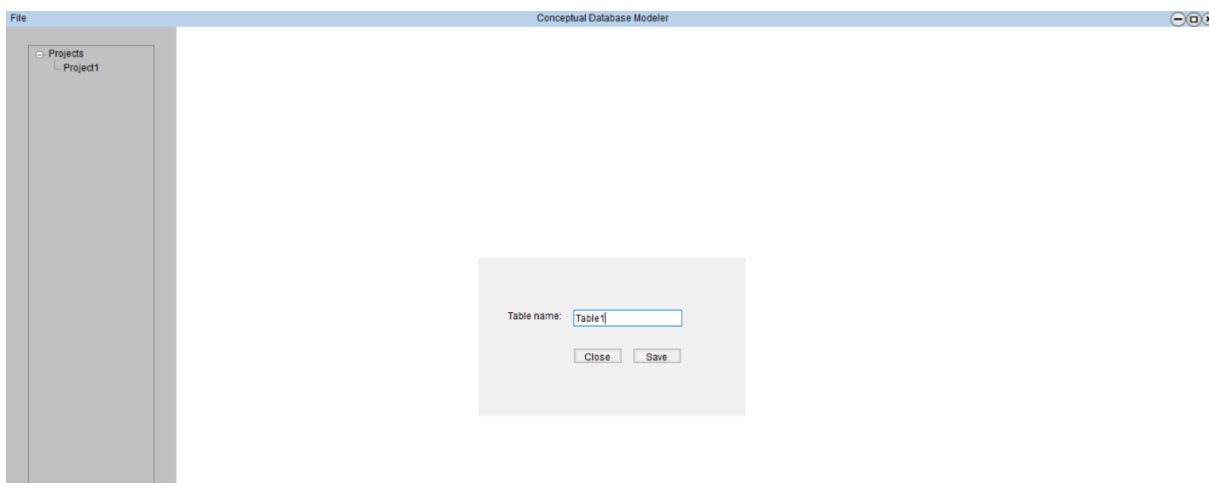 File Conceptual Database Modeler
Projects
Project1
Table name: Table1
Close Save